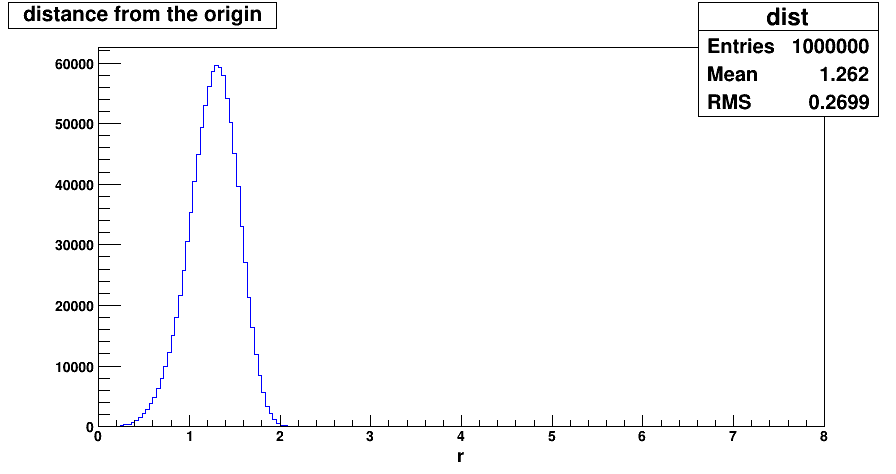 distance from the origin
dist
Entries 1000000
Mean 1.262
RMS 0.2699
60000
50000
40000
30000
20000
10000
0
0 1 2 3 4 5 6 7 8
r